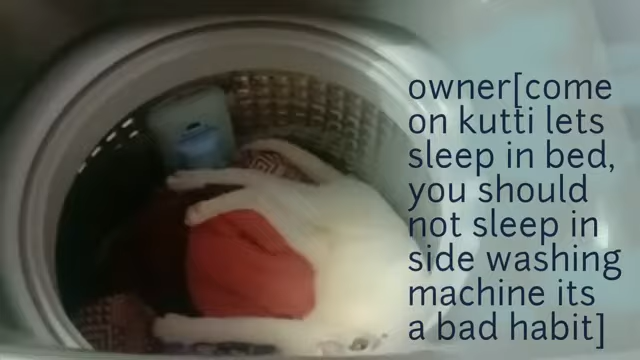 owner[come
on kutti lets
sleep in bed,
you should
not sleep in
side washing
machine its
a bad habit]